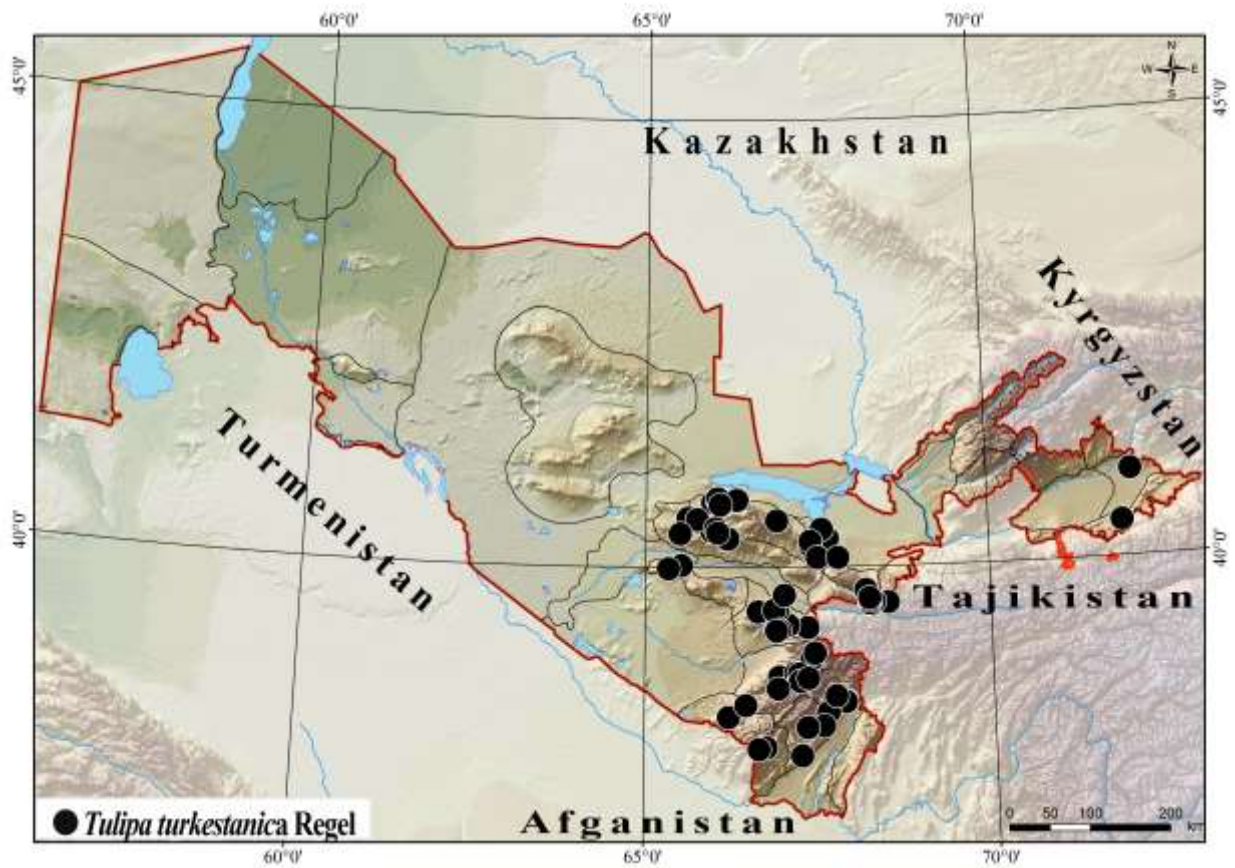 60°0'
65°0'
70°0'
45°0'
45°0'
N
W E
S
Kazakhstan
Kyrgyzstan
Turmenistan
40°0'
40°0'
Tajikistan
Tulipa turkestanica Regel
Afganistan
0 50 100 200
km
60°0'
65°0'
70°0'